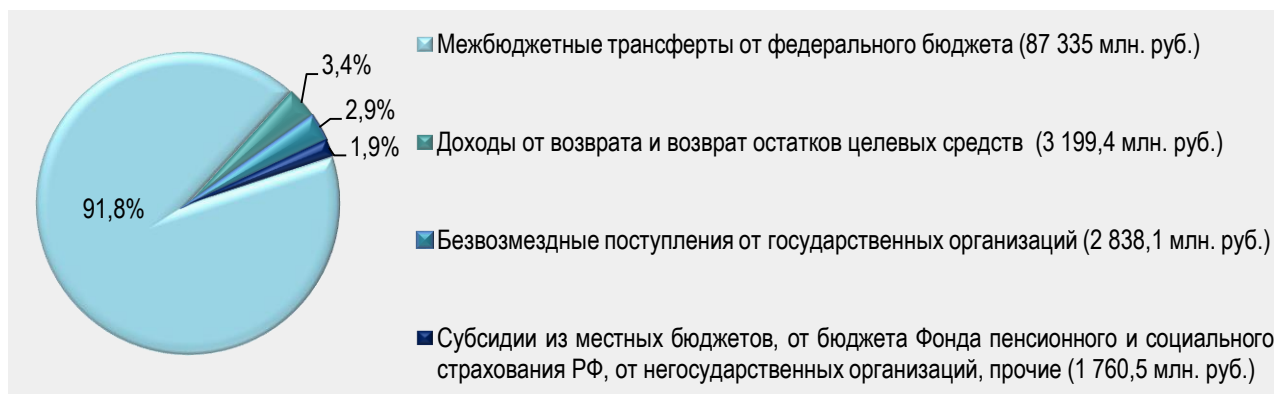 Межбюджетные трансферты от федерального бюджета (87 335 млн. руб.)
3,4%
2,9%
1,9%
Доходы от возврата и возврат остатков целевых средств (3 199,4 млн. руб.)
91,8%
Безвозмездные поступления от государственных организаций (2 838,1 млн. руб.)
Субсидии из местных бюджетов, от бюджета Фонда пенсионного и социального
страхования РФ, от негосударственных организаций, прочие (1 760,5 млн. руб.)